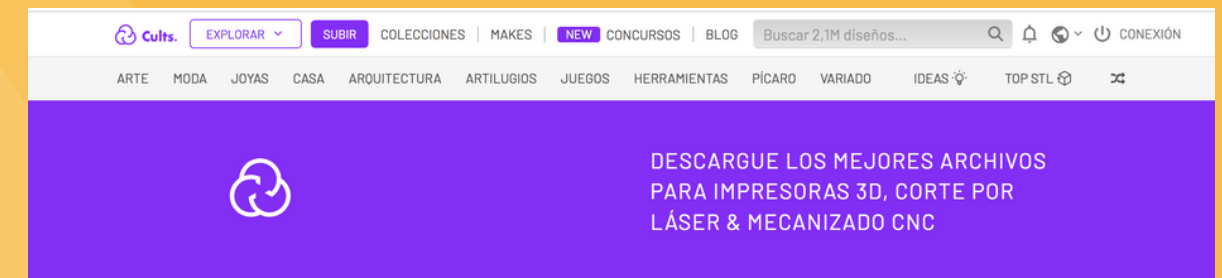 Cults. EXPLORAR SUBIR COLECCIONES | MAKES | NEW CONCURSOS | BLOG Buscar 2,1M diseños... CONEXIÓN
ARTE MODA JOYAS CASA ARQUITECTURA ARTILUGIOS JUEGOS HERRAMIENTAS PÍCARO VARIADO IDEAS TOP STL
DESCARGUE LOS MEJORES ARCHIVOS
PARA IMPRESORAS 3D, CORTE POR
LÁSER & MECANIZADO CNC